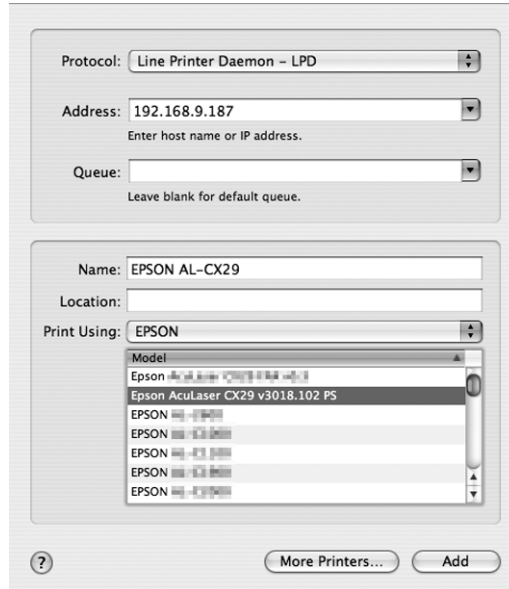 Protocol: Line Printer Daemon – LPD
Address: 192.168.9.187
Enter host name or IP address.
Queue:
Leave blank for default queue.
Name: EPSON AL-CX29
Location:
Print Using: EPSON
Model
Epson
Epson AcuLaser CX29 v3018.102 PS
EPSON
EPSON
EPSON
EPSON
EPSON
? More Printers... Add